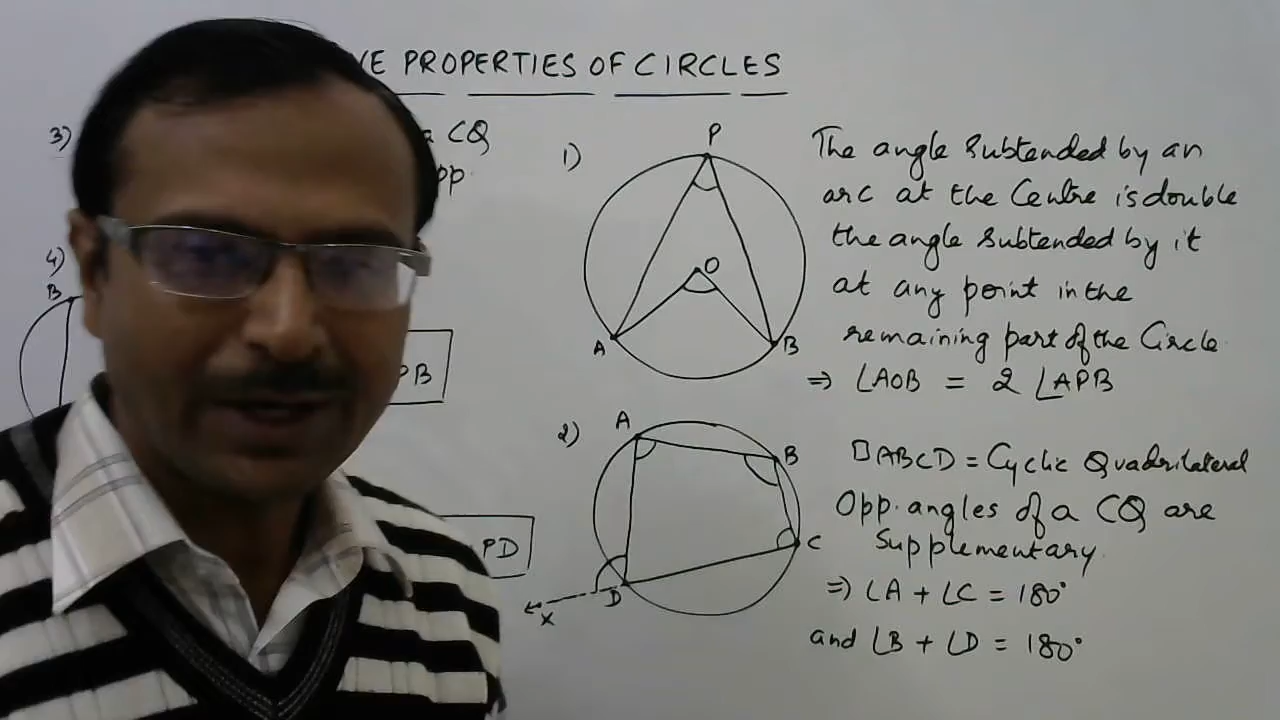 PROPERTIES OF CIRCLES
3)
CQ
opp
4)
B
PB
PD
1)
P
O
A
B
The angle subtended by an
arc at the Centre is double
the angle subtended by it
at any point in the
remaining part of the Circle
⇒ ∠AOB = 2 ∠APB
2)
A
B
C
D
X
□ABCD = Cyclic Quadrilateral
Opp. angles of a CQ are
Supplementary.
⇒ ∠A + ∠C = 180°
and ∠B + ∠D = 180°